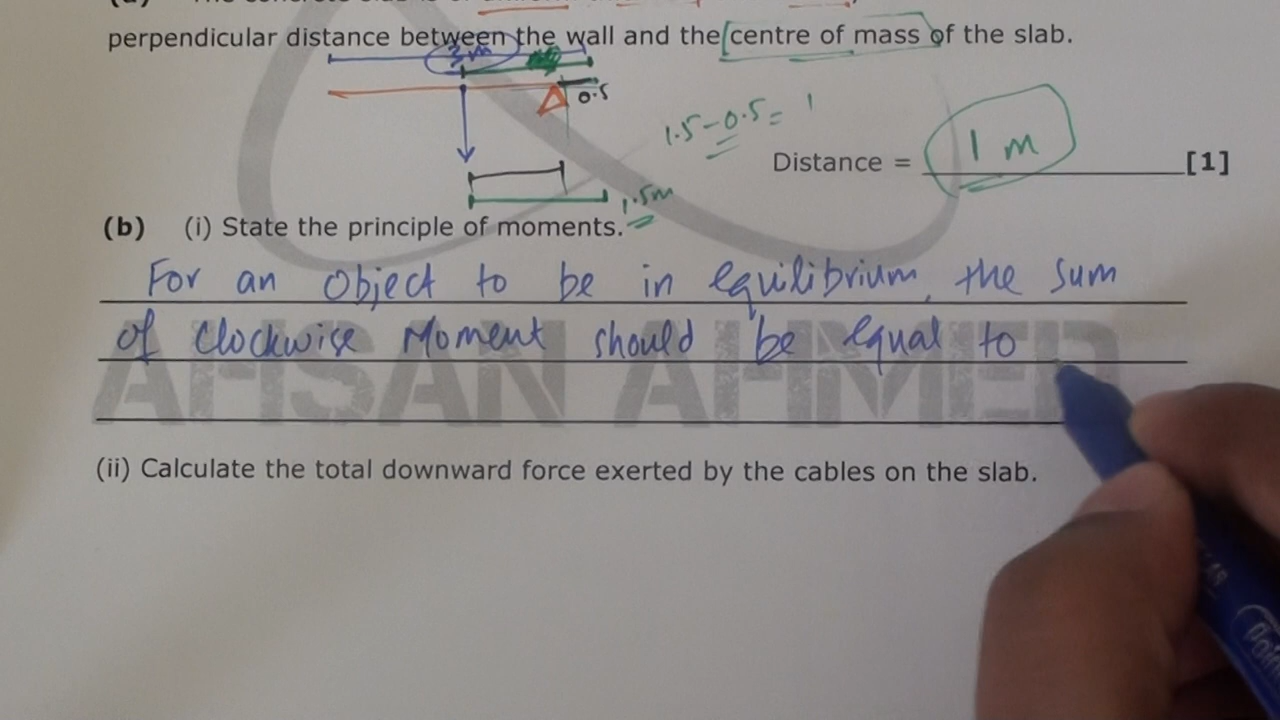 perpendicular distance between the wall and the centre of mass of the slab.
3m
0.5
1.5-0.5= 1
Distance = 1 m [1]
1.5m
(b) (i) State the principle of moments.
For an object to be in equilibrium, the sum
of clockwise Moment should be equal to
AHSAN AHMED
(ii) Calculate the total downward force exerted by the cables on the slab.